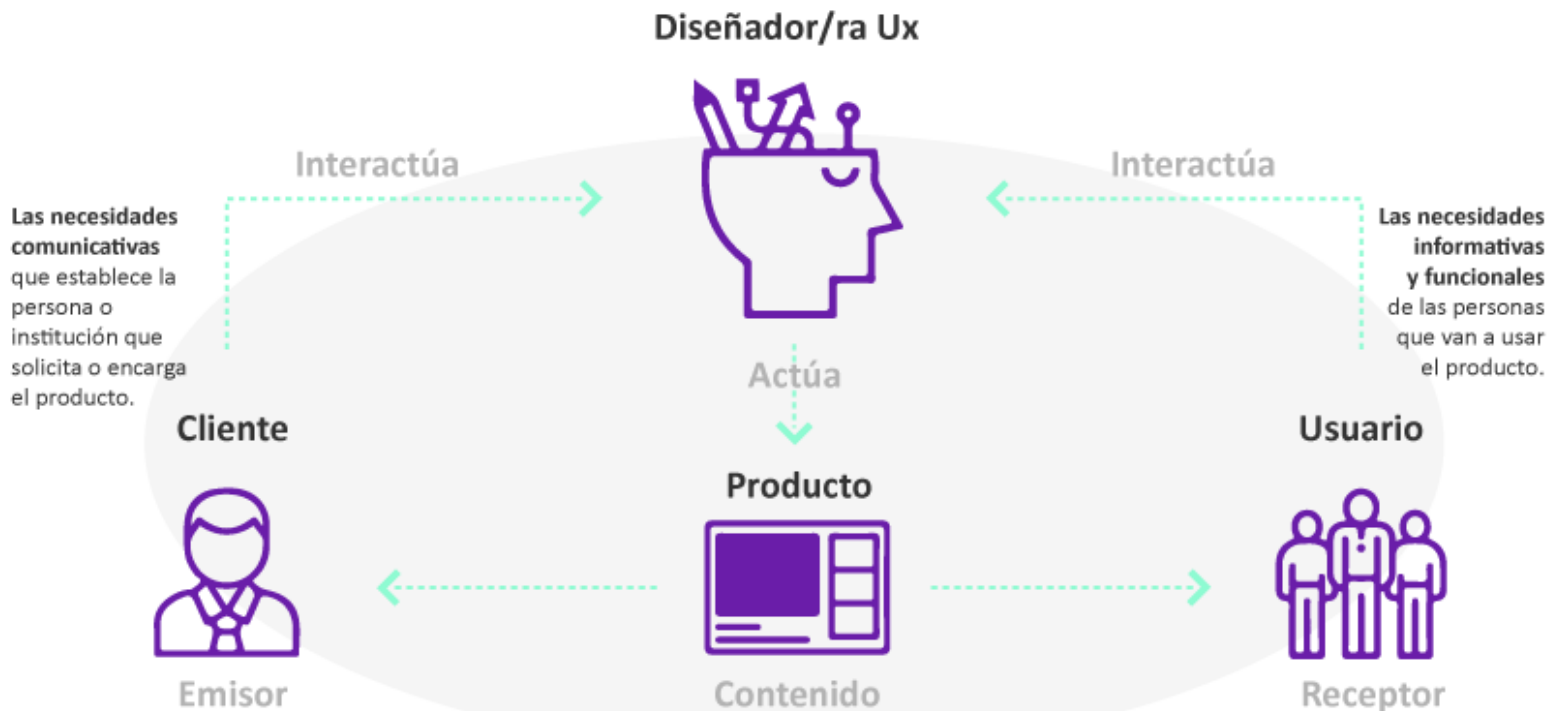 Diseñador/ra Ux
Interactúa
Interactúa
Las necesidades
comunicativas
que establece la
persona o
institución que
solicita o encarga
el producto.
Las necesidades
informativas
y funcionales
de las personas
que van a usar
el producto.
Actúa
Cliente
Usuario
Producto
Emisor
Contenido
Receptor